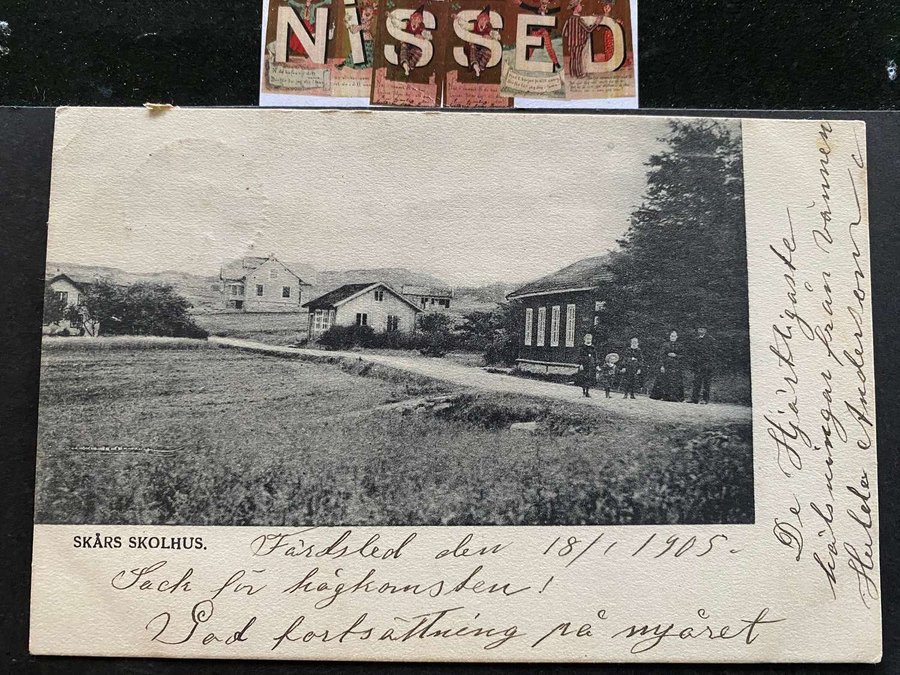 NISSED
SKÅRS SKOLHUS.
Färdsled den 18/1 1905.
Tack för hågkomsten!
God fortsättning på nyåret
De Hjärtligaste
hälsningar från vännen
Hulda Andersson